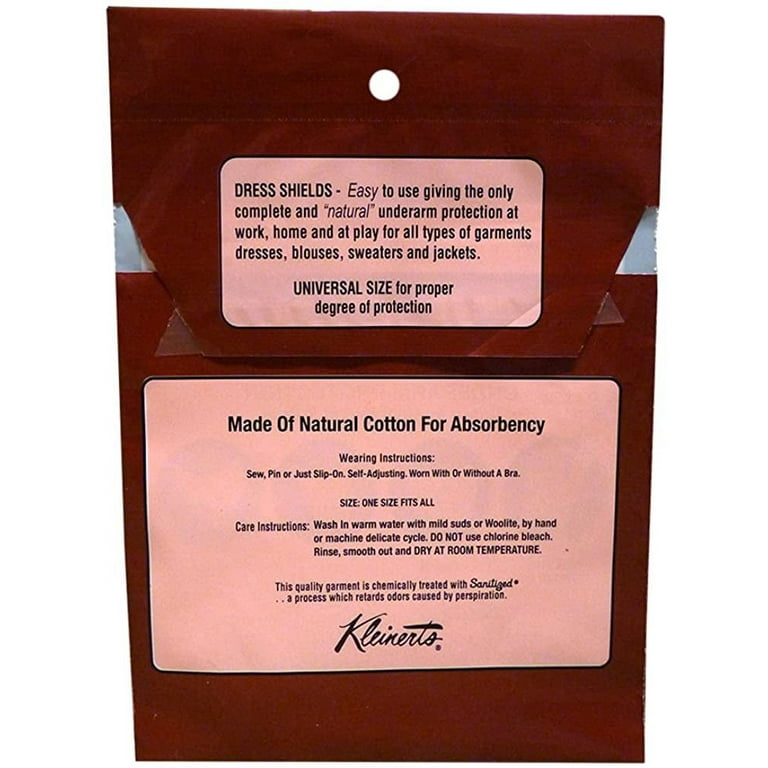 DRESS SHIELDS - Easy to use giving the only
complete and "natural" underarm protection at
work, home and at play for all types of garments
dresses, blouses, sweaters and jackets.
UNIVERSAL SIZE for proper
degree of protection
Made Of Natural Cotton For Absorbency
Wearing Instructions:
Sew, Pin or Just Slip-On. Self-Adjusting. Worn With Or Without A Bra.
SIZE: ONE SIZE FITS ALL
Care Instructions: Wash In warm water with mild suds or Woolite, by hand
or machine delicate cycle. DO NOT use chlorine bleach.
Rinse, smooth out and DRY AT ROOM TEMPERATURE.
This quality garment is chemically treated with Sanitized®
. . a process which retards odors caused by perspiration.
Kleinerts®